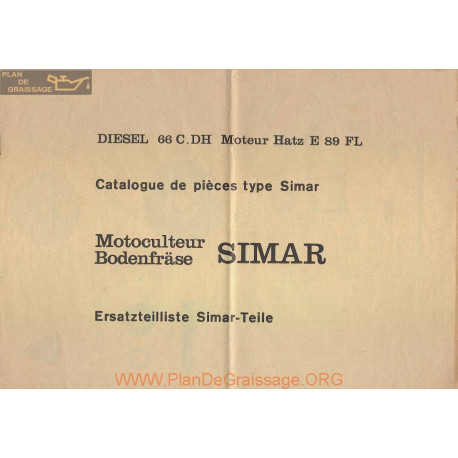 PLAN
DE
GRAISSAGE
DIESEL 66 C.DH Moteur Hatz E 89 FL
Catalogue de pièces type Simar
Motoculteur
Bodenfräse SIMAR
Ersatzteilliste Simar-Teile
www.PlanDeGraissage.ORG